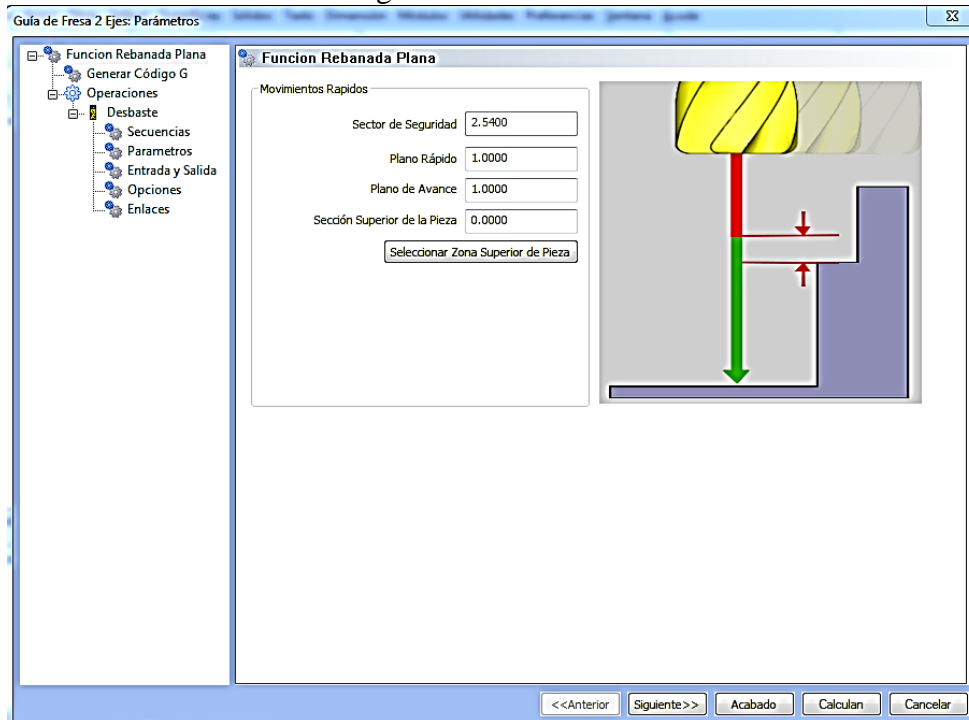 Guía de Fresa 2 Ejes: Parámetros
Funcion Rebanada Plana
Generar Código G
Operaciones
Desbaste
Secuencias
Parametros
Entrada y Salida
Opciones
Enlaces
Funcion Rebanada Plana
Movimientos Rapidos
Sector de Seguridad 2.5400
Plano Rápido 1.0000
Plano de Avance 1.0000
Sección Superior de la Pieza 0.0000
Seleccionar Zona Superior de Pieza
<<Anterior Siguiente>> Acabado Calculan Cancelar